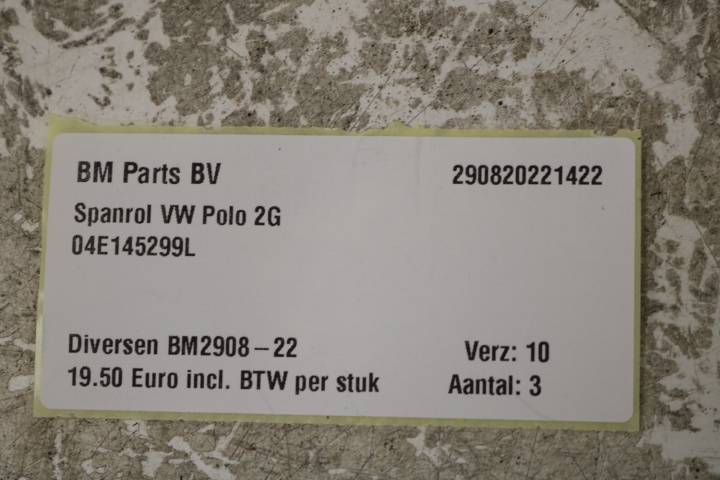 BM Parts BV 290820221422
Spanrol VW Polo 2G
04E145299L
Diversen BM2908-22 Verz: 10
19.50 Euro incl. BTW per stuk Aantal: 3